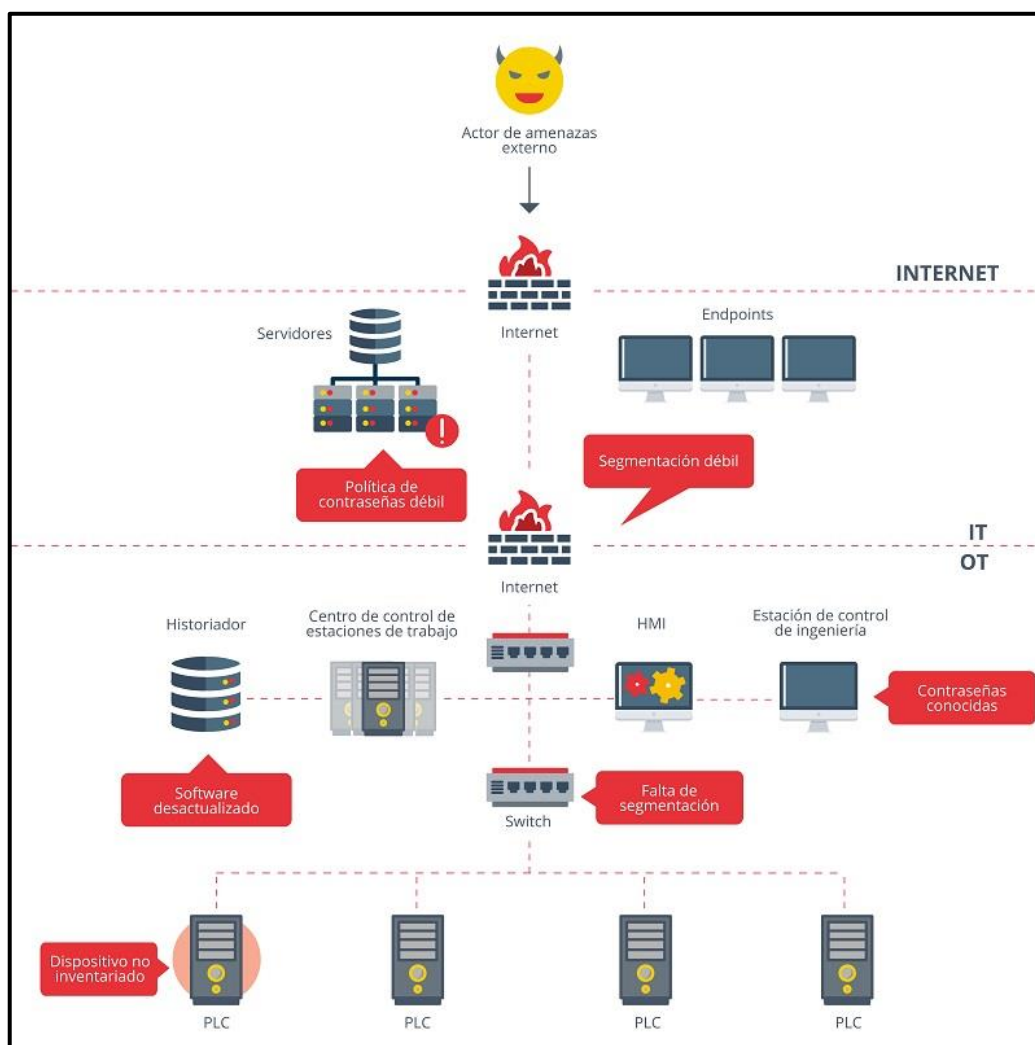 Actor de amenazas
externo
INTERNET
Servidores
Internet
Endpoints
Política de
contraseñas débil
Segmentación débil
IT
OT
Internet
Historiador
Centro de control de
estaciones de trabajo
HMI
Estación de control
de ingeniería
Contraseñas
conocidas
Software
desactualizado
Falta de
segmentación
Switch
Dispositivo no
inventariado
PLC
PLC
PLC
PLC